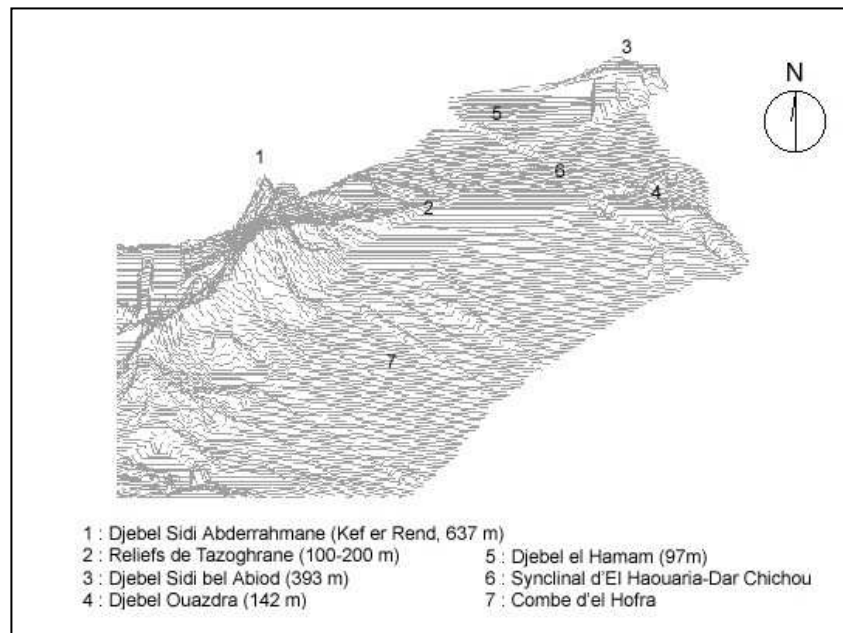 3
N
5
1
6
4
2
7
1 : Djebel Sidi Abderrahmane (Kef er Rend, 637 m)
2 : Reliefs de Tazoghrane (100-200 m)
3 : Djebel Sidi bel Abiod (393 m)
4 : Djebel Ouazdra (142 m)
5 : Djebel el Hamam (97m)
6 : Synclinal d'El Haouaria-Dar Chichou
7 : Combe d'el Hofra